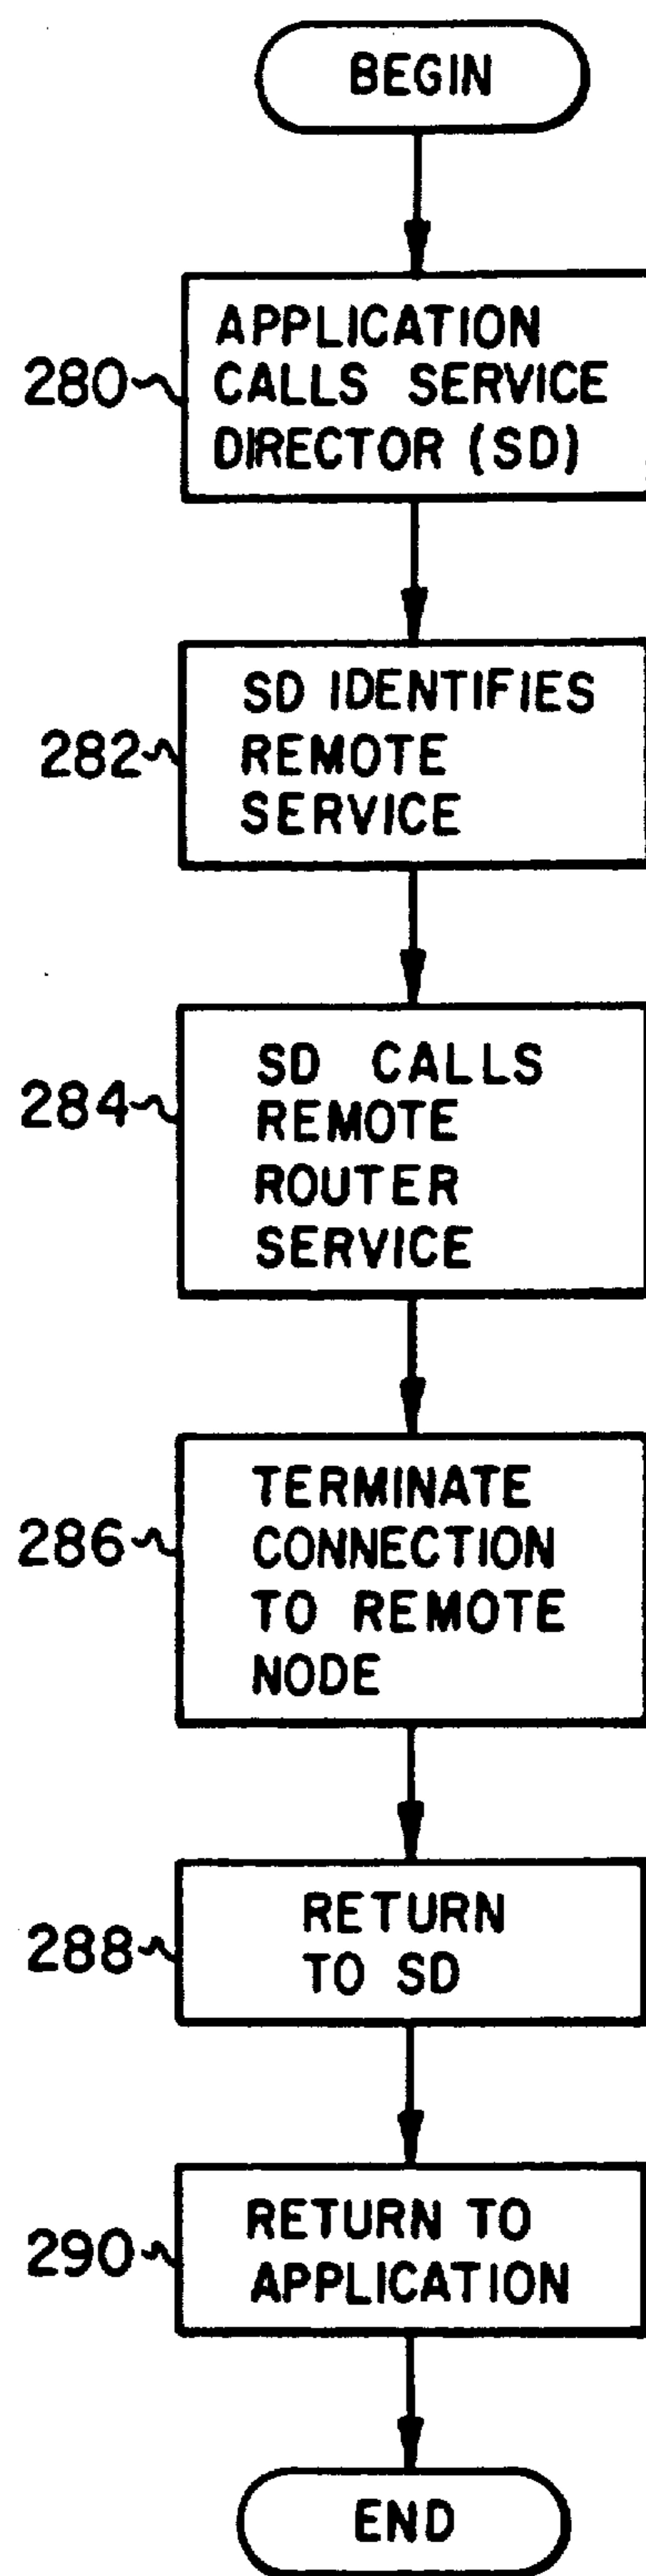 BEGIN
280
APPLICATION
CALLS SERVICE
DIRECTOR (SD)
282
SD IDENTIFIES
REMOTE
SERVICE
284
SD CALLS
REMOTE
ROUTER
SERVICE
286
TERMINATE
CONNECTION
TO REMOTE
NODE
288
RETURN
TO SD
290
RETURN TO
APPLICATION
END